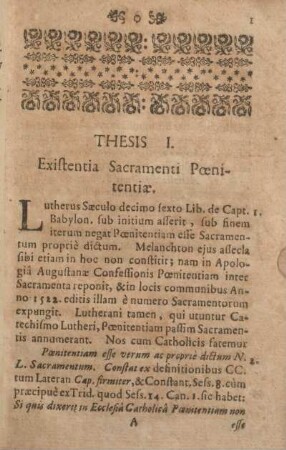 o 1
THESIS I.
Existentia Sacramenti Pœni-
tentiæ.
Lutherus Sæculo decimo sexto Lib. de Capt. 1.
Babylon. sub initium asserit, sub finem
iterum negat Pœnitentiam esse Sacramen-
tum propriè dictum. Melanchton ejus assecla
sibi etiam in hoc non constitit; nam in Apolo-
giâ Augustanæ Confessionis Pœnitentiam inter
Sacramenta reponit, & in locis communibus An-
no 1522. editis illam è numero Sacramentorum
expungit. Lutherani tamen, qui utuntur Ca-
techismo Lutheri, Pœnitentiam passim Sacramen-
tis annumerant. Nos cum Catholicis fatemur
Pœnitentiam esse verum ac propriè dictum N. 2.
L. Sacramentum. Constat ex definitionibus CC.
tum Lateran Cap. firmiter, & Constant. Sess. 8. cùm
præcipuè ex Trid. quod Sess. 14. Can. 1. sic habet:
Si quis dixerit, in Ecclesiâ Catholicâ Pœnitentiam non
A esse